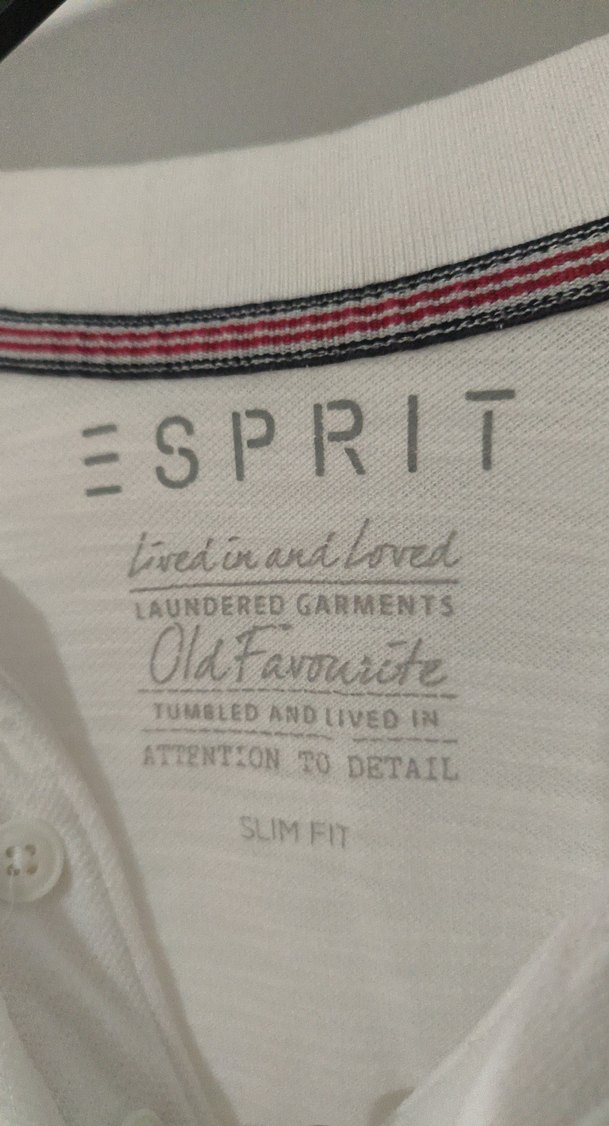 ESPRIT
Lived in and Loved
LAUNDERED GARMENTS
Old Favourite
TUMBLED AND LIVED IN
ATTENTION TO DETAIL
SLIM FIT